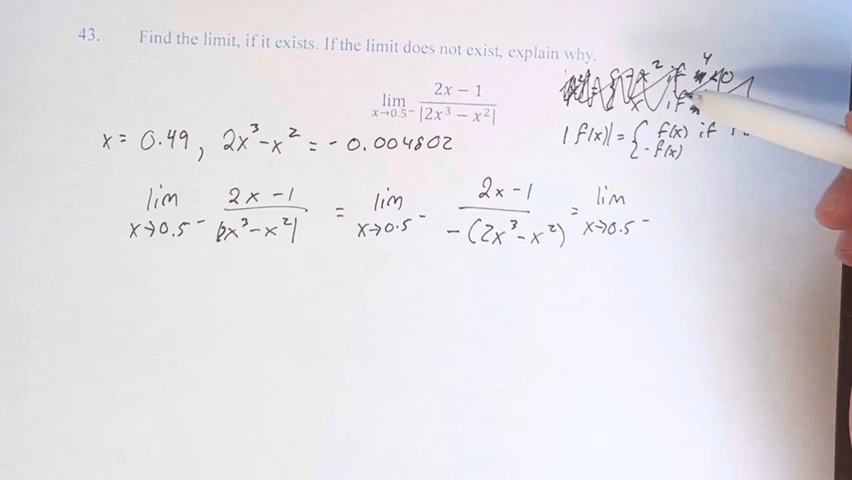 43. Find the limit, if it exists. If the limit does not exist, explain why.
lim x→0.5⁻ (2x − 1)/|2x³ − x²|
|f(x)| = { f(x) if
-f(x)
x = 0.49, 2x³-x² = - 0.004802
lim x→0.5⁻ (2x -1)/|2x³-x²| = lim x→0.5⁻ (2x-1)/-(2x³-x²) = lim x→0.5⁻